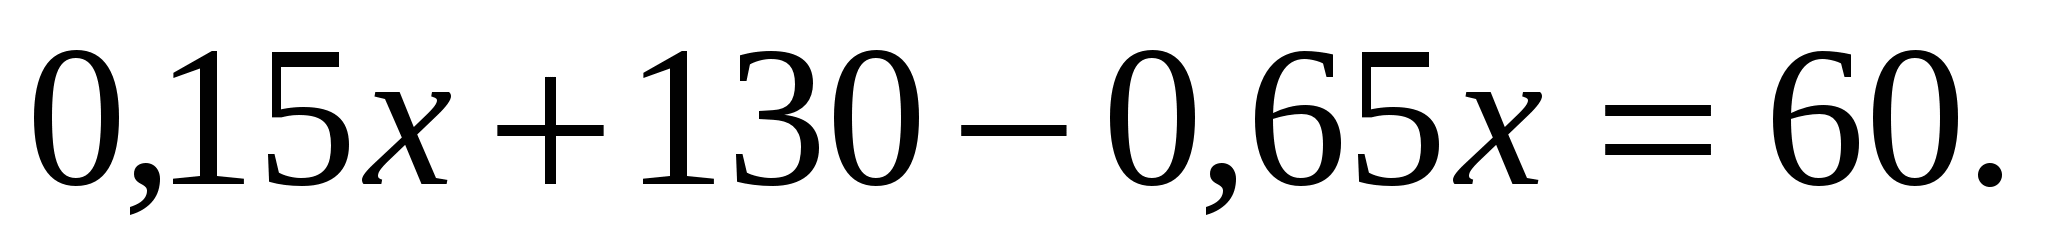 0,15x + 130 − 0,65x = 60.